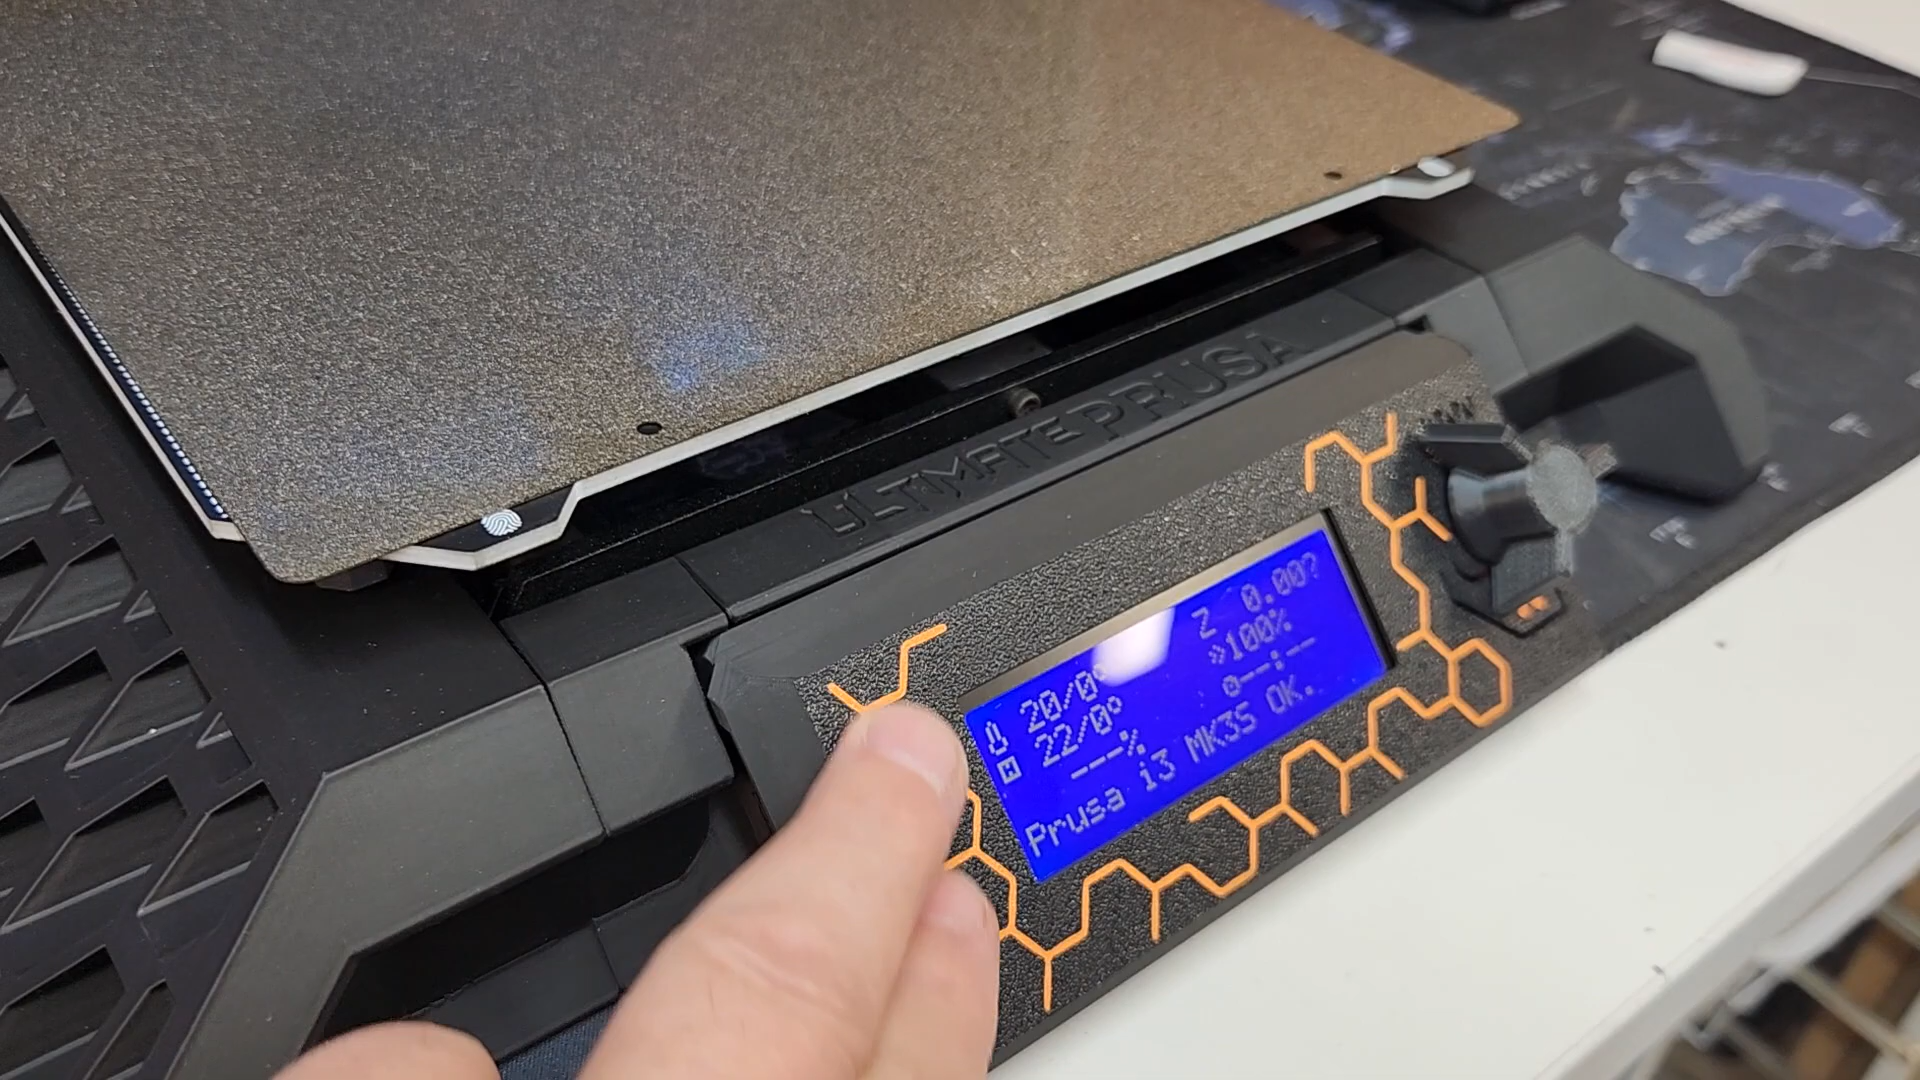 ULTIMATE PRUSA
20/0° Z 0.00?
22/0° 100%
---% --:--
Prusa i3 MK3S OK.